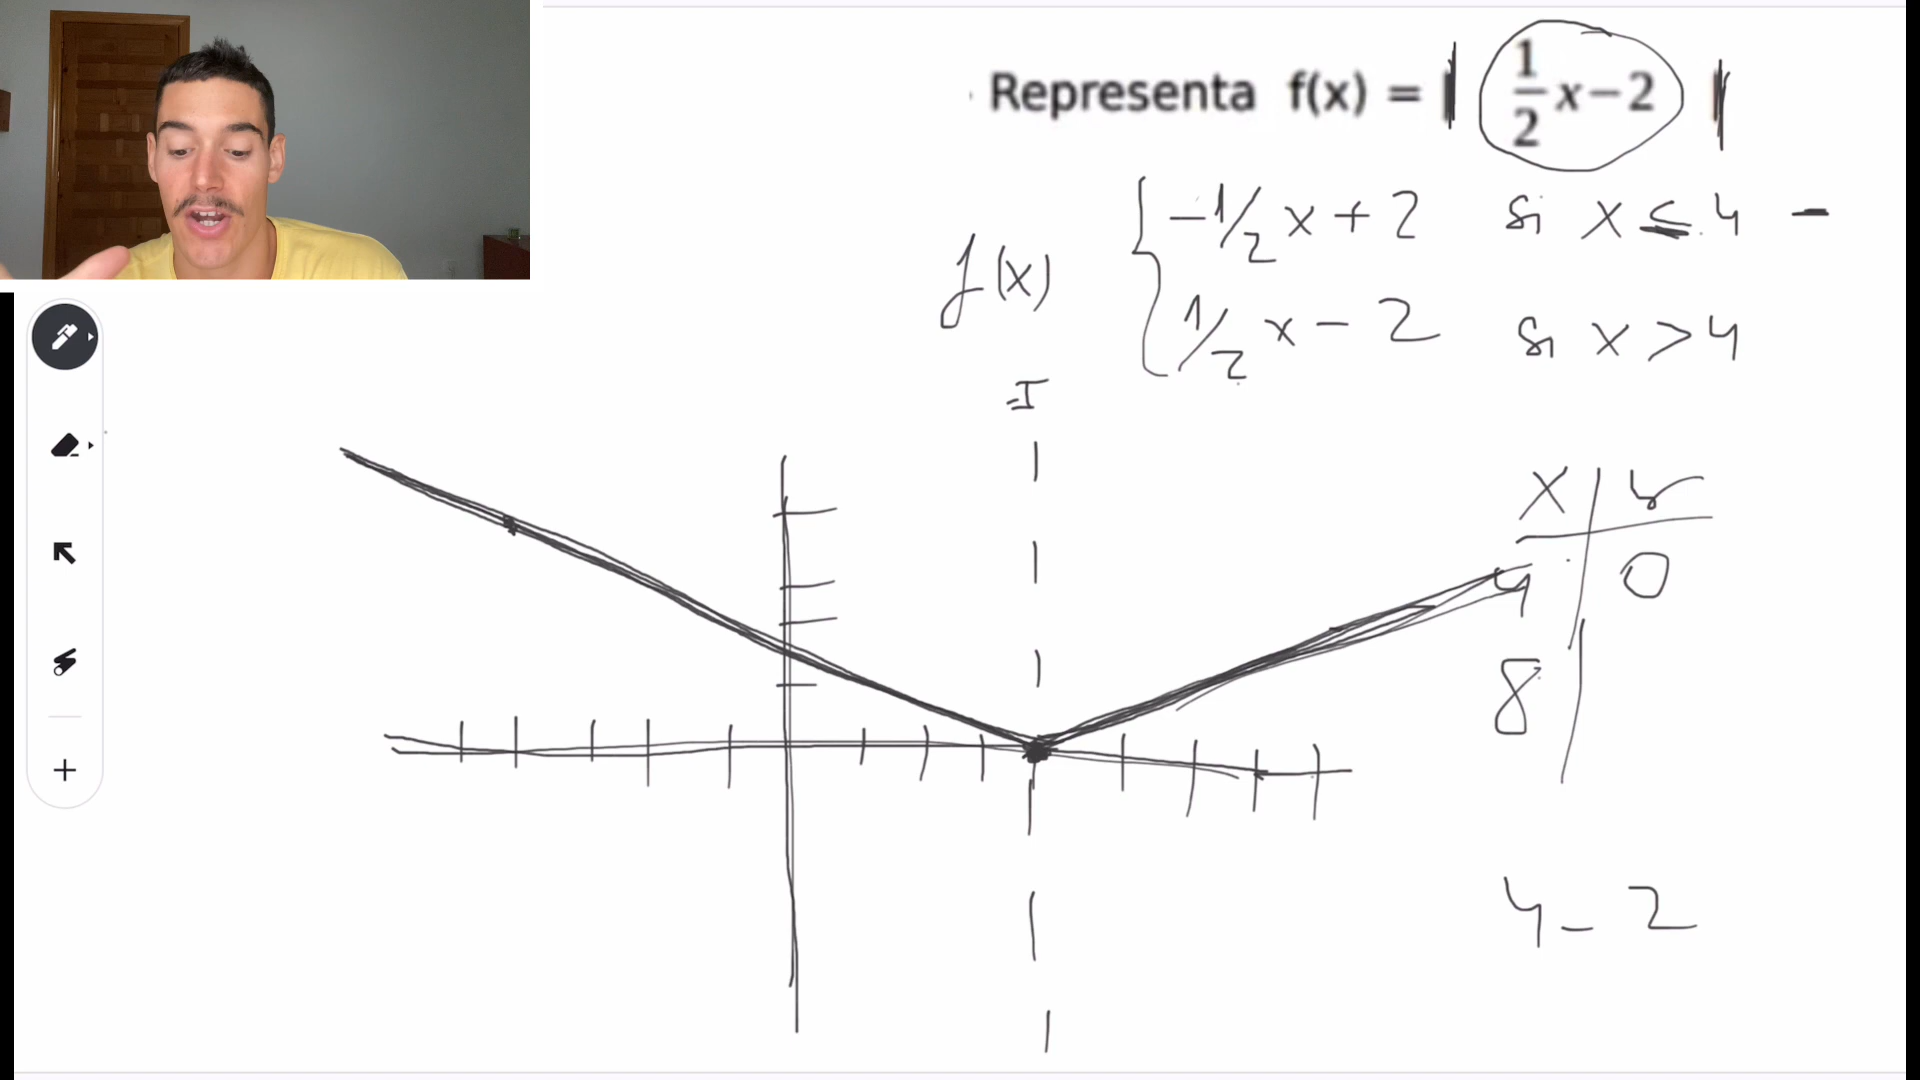 Representa f(x) = | 1/2 x − 2 |
f(x) { -1/2 x + 2 si x ≤ 4 -
1/2 x - 2 si x > 4
x | y
4 | 0
8 |
4 - 2